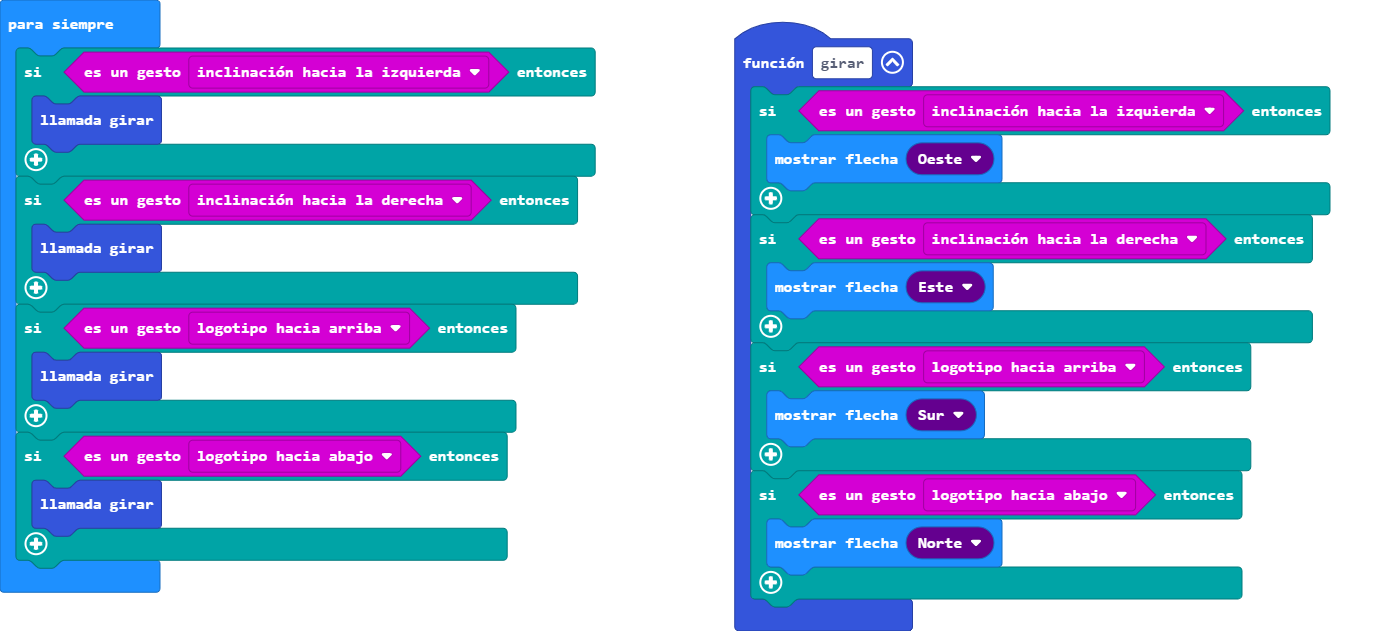 para siempre
si es un gesto inclinación hacia la izquierda entonces
llamada girar
si es un gesto inclinación hacia la derecha entonces
llamada girar
si es un gesto logotipo hacia arriba entonces
llamada girar
si es un gesto logotipo hacia abajo entonces
llamada girar
función girar
si es un gesto inclinación hacia la izquierda entonces
mostrar flecha Oeste
si es un gesto inclinación hacia la derecha entonces
mostrar flecha Este
si es un gesto logotipo hacia arriba entonces
mostrar flecha Sur
si es un gesto logotipo hacia abajo entonces
mostrar flecha Norte